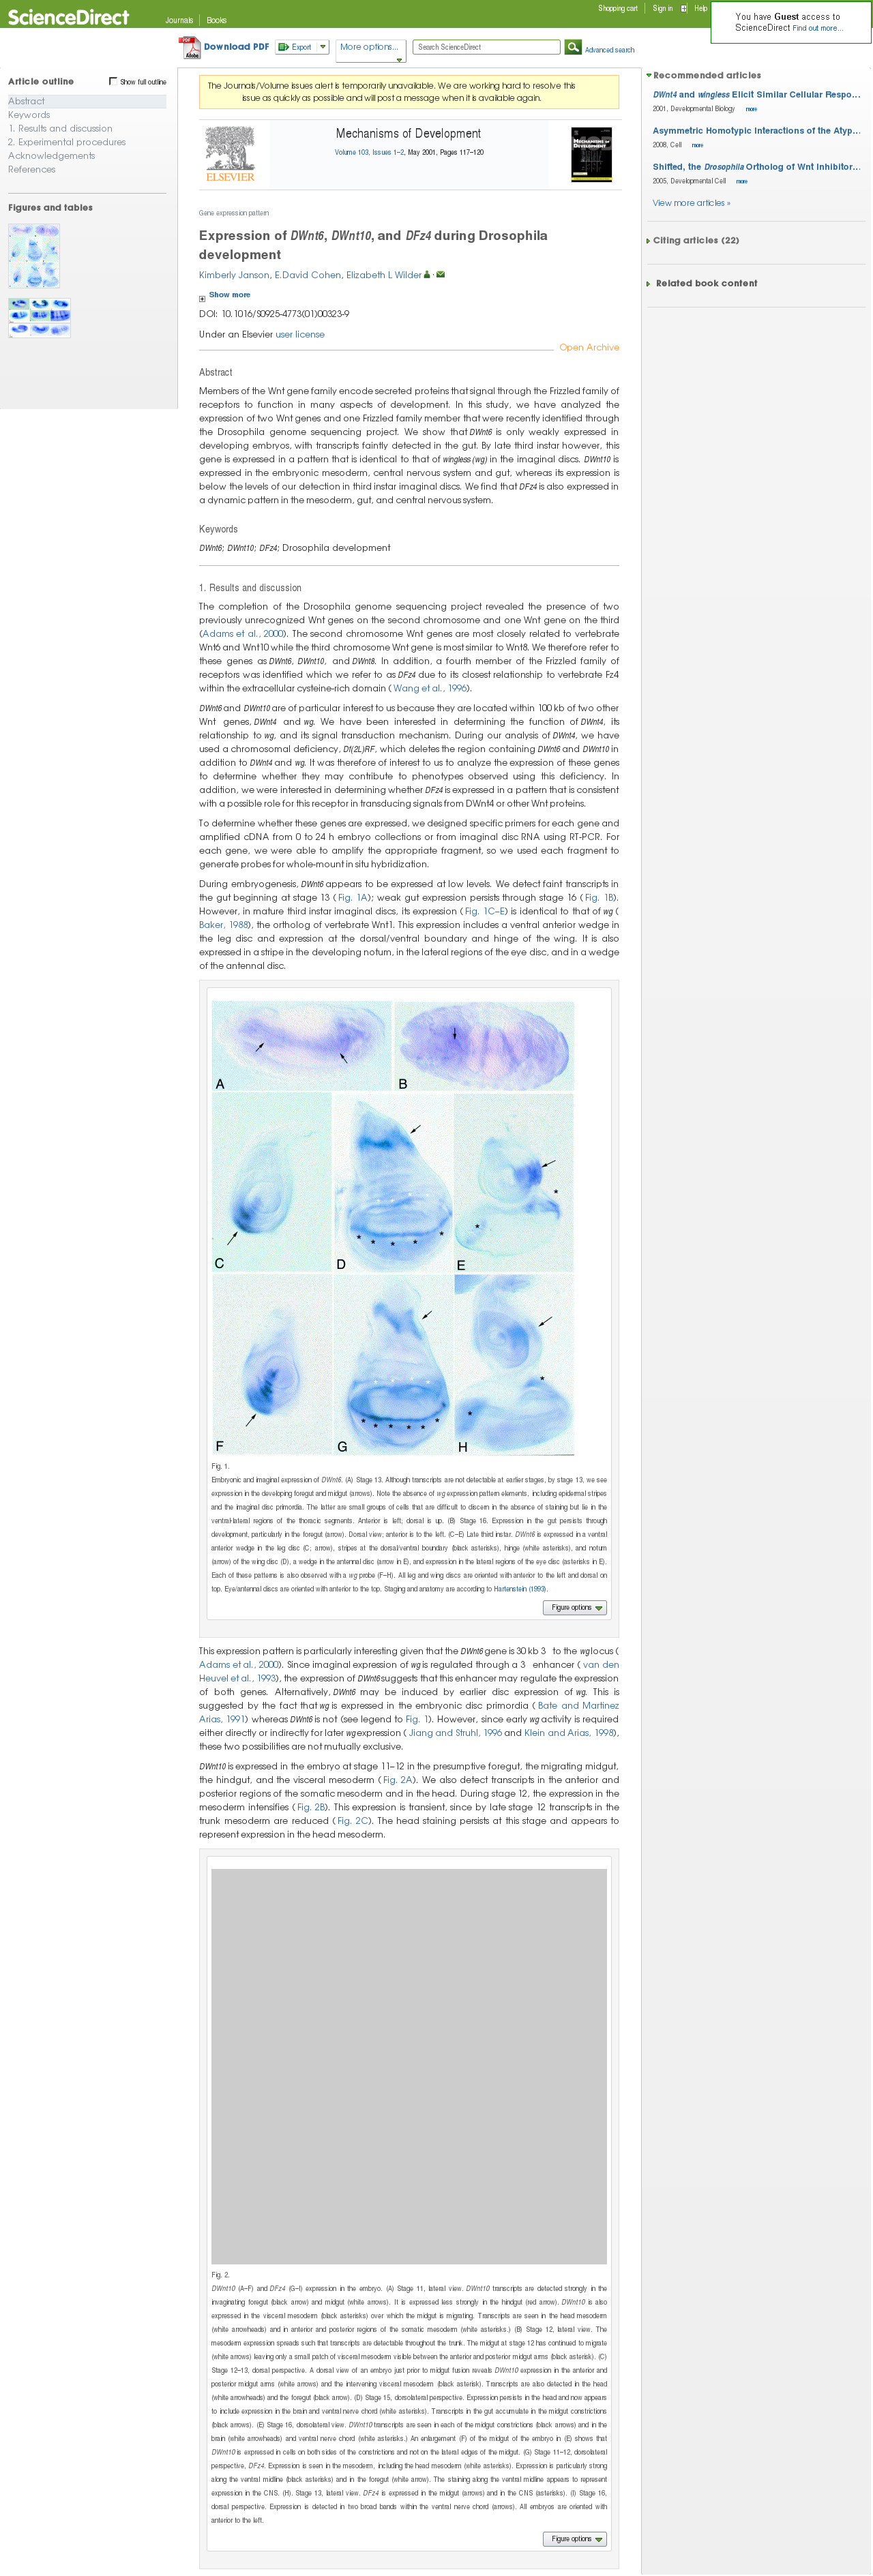 ScienceDirect
Journals
Books
Shopping cart
Sign in
Help
You have Guest access to
ScienceDirect Find out more...
Download PDF
Export
More options...
Search ScienceDirect
Advanced search
Article outline
Show full outline
Abstract
Keywords
1. Results and discussion
2. Experimental procedures
Acknowledgements
References
Figures and tables
The Journals/Volume issues alert is temporarily unavailable. We are working hard to resolve this
issue as quickly as possible and will post a message when it is available again.
ELSEVIER
Mechanisms of Development
Volume 103, Issues 1–2, May 2001, Pages 117–120
MECHANISMS OF
DEVELOPMENT
Gene expression pattern
Expression of DWnt6, DWnt10, and DFz4 during Drosophila
development
Kimberly Janson, E.David Cohen, Elizabeth L Wilder
Show more
DOI: 10.1016/S0925-4773(01)00323-9
Under an Elsevier user license
Open Archive
Abstract
Members of the Wnt gene family encode secreted proteins that signal through the Frizzled family of
receptors to function in many aspects of development. In this study, we have analyzed the
expression of two Wnt genes and one Frizzled family member that were recently identified through
the Drosophila genome sequencing project. We show that DWnt6 is only weakly expressed in
developing embryos, with transcripts faintly detected in the gut. By late third instar however, this
gene is expressed in a pattern that is identical to that of wingless (wg) in the imaginal discs. DWnt10 is
expressed in the embryonic mesoderm, central nervous system and gut, whereas its expression is
below the levels of our detection in third instar imaginal discs. We find that DFz4 is also expressed in
a dynamic pattern in the mesoderm, gut, and central nervous system.
Keywords
DWnt6; DWnt10; DFz4; Drosophila development
1. Results and discussion
The completion of the Drosophila genome sequencing project revealed the presence of two
previously unrecognized Wnt genes on the second chromosome and one Wnt gene on the third
(Adams et al., 2000). The second chromosome Wnt genes are most closely related to vertebrate
Wnt6 and Wnt10 while the third chromosome Wnt gene is most similar to Wnt8. We therefore refer to
these genes as DWnt6, DWnt10, and DWnt8. In addition, a fourth member of the Frizzled family of
receptors was identified which we refer to as DFz4 due to its closest relationship to vertebrate Fz4
within the extracellular cysteine-rich domain ( Wang et al., 1996).
DWnt6 and DWnt10 are of particular interest to us because they are located within 100 kb of two other
Wnt genes, DWnt4 and wg. We have been interested in determining the function of DWnt4, its
relationship to wg, and its signal transduction mechanism. During our analysis of DWnt4, we have
used a chromosomal deficiency, Df(2L)RF, which deletes the region containing DWnt6 and DWnt10 in
addition to DWnt4 and wg. It was therefore of interest to us to analyze the expression of these genes
to determine whether they may contribute to phenotypes observed using this deficiency. In
addition, we were interested in determining whether DFz4 is expressed in a pattern that is consistent
with a possible role for this receptor in transducing signals from DWnt4 or other Wnt proteins.
To determine whether these genes are expressed, we designed specific primers for each gene and
amplified cDNA from 0 to 24 h embryo collections or from imaginal disc RNA using RT-PCR. For
each gene, we were able to amplify the appropriate fragment, so we used each fragment to
generate probes for whole-mount in situ hybridization.
During embryogenesis, DWnt6 appears to be expressed at low levels. We detect faint transcripts in
the gut beginning at stage 13 ( Fig. 1A); weak gut expression persists through stage 16 ( Fig. 1B).
However, in mature third instar imaginal discs, its expression ( Fig. 1C–E) is identical to that of wg (
Baker, 1988), the ortholog of vertebrate Wnt1. This expression includes a ventral anterior wedge in
the leg disc and expression at the dorsal/ventral boundary and hinge of the wing. It is also
expressed in a stripe in the developing notum, in the lateral regions of the eye disc, and in a wedge
of the antennal disc.
A
B
C
D
E
F
G
H
Fig. 1.
Embryonic and imaginal expression of DWnt6. (A) Stage 13. Although transcripts are not detectable at earlier stages, by stage 13, we see
expression in the developing foregut and midgut (arrows). Note the absence of wg expression pattern elements, including epidermal stripes
and the imaginal disc primordia. The latter are small groups of cells that are difficult to discern in the absence of staining but lie in the
ventral-lateral regions of the thoracic segments. Anterior is left; dorsal is up. (B) Stage 16. Expression in the gut persists through
development, particularly in the foregut (arrow). Dorsal view; anterior is to the left. (C–E) Late third instar. DWnt6 is expressed in a ventral
anterior wedge in the leg disc (C; arrow), stripes at the dorsal/ventral boundary (black asterisks), hinge (white asterisks), and notum
(arrow) of the wing disc (D), a wedge in the antennal disc (arrow in E), and expression in the lateral regions of the eye disc (asterisks in E).
Each of these patterns is also observed with a wg probe (F–H). All leg and wing discs are oriented with anterior to the left and dorsal on
top. Eye/antennal discs are oriented with anterior to the top. Staging and anatomy are according to Hartenstein (1993).
Figure options
This expression pattern is particularly interesting given that the DWnt6 gene is 30 kb 3 to the wg locus (
Adams et al., 2000). Since imaginal expression of wg is regulated through a 3 enhancer ( van den
Heuvel et al., 1993), the expression of DWnt6 suggests that this enhancer may regulate the expression
of both genes. Alternatively, DWnt6 may be induced by earlier disc expression of wg. This is
suggested by the fact that wg is expressed in the embryonic disc primordia ( Bate and Martinez
Arias, 1991) whereas DWnt6 is not (see legend to Fig. 1). However, since early wg activity is required
either directly or indirectly for later wg expression ( Jiang and Struhl, 1996 and Klein and Arias, 1998),
these two possibilities are not mutually exclusive.
DWnt10 is expressed in the embryo at stage 11–12 in the presumptive foregut, the migrating midgut,
the hindgut, and the visceral mesoderm ( Fig. 2A). We also detect transcripts in the anterior and
posterior regions of the somatic mesoderm and in the head. During stage 12, the expression in the
mesoderm intensifies ( Fig. 2B). This expression is transient, since by late stage 12 transcripts in the
trunk mesoderm are reduced ( Fig. 2C). The head staining persists at this stage and appears to
represent expression in the head mesoderm.
Fig. 2.
DWnt10 (A–F) and DFz4 (G–I) expression in the embryo. (A) Stage 11, lateral view. DWnt10 transcripts are detected strongly in the
invaginating foregut (black arrow) and midgut (white arrows). It is expressed less strongly in the hindgut (red arrow). DWnt10 is also
expressed in the visceral mesoderm (black asterisks) over which the midgut is migrating. Transcripts are seen in the head mesoderm
(white arrowheads) and in anterior and posterior regions of the somatic mesoderm (white asterisks.) (B) Stage 12, lateral view. The
mesoderm expression spreads such that transcripts are detectable throughout the trunk. The midgut at stage 12 has continued to migrate
(white arrows) leaving only a small patch of visceral mesoderm visible between the anterior and posterior midgut arms (black asterisk). (C)
Stage 12–13, dorsal perspective. A dorsal view of an embryo just prior to midgut fusion reveals DWnt10 expression in the anterior and
posterior midgut arms (white arrows) and the intervening visceral mesoderm (black asterisk). Transcripts are also detected in the head
(white arrowheads) and the foregut (black arrow). (D) Stage 15, dorsolateral perspective. Expression persists in the head and now appears
to include expression in the brain and ventral nerve chord (white asterisks). Transcripts in the gut accumulate in the midgut constrictions
(black arrows). (E) Stage 16, dorsolateral view. DWnt10 transcripts are seen in each of the midgut constrictions (black arrows) and in the
brain (white arrowheads) and ventral nerve chord (white asterisks.) An enlargement (F) of the midgut of the embryo in (E) shows that
DWnt10 is expressed in cells on both sides of the constrictions and not on the lateral edges of the midgut. (G) Stage 11–12, dorsolateral
perspective, DFz4. Expression is seen in the mesoderm, including the head mesoderm (white asterisks). Expression is particularly strong
along the ventral midline (black asterisks) and in the foregut (white arrow). The staining along the ventral midline appears to represent
expression in the CNS. (H). Stage 13, lateral view. DFz4 is expressed in the midgut (arrows) and in the CNS (asterisks). (I) Stage 16,
dorsal perspective. Expression is detected in two broad bands within the ventral nerve chord (arrows). All embryos are oriented with
anterior to the left.
Figure options
Recommended articles
DWnt4 and wingless Elicit Similar Cellular Respo...
2001, Developmental Biology more
Asymmetric Homotypic Interactions of the Atyp...
2008, Cell more
Shifted, the Drosophila Ortholog of Wnt Inhibitor...
2005, Developmental Cell more
View more articles »
Citing articles (22)
Related book content